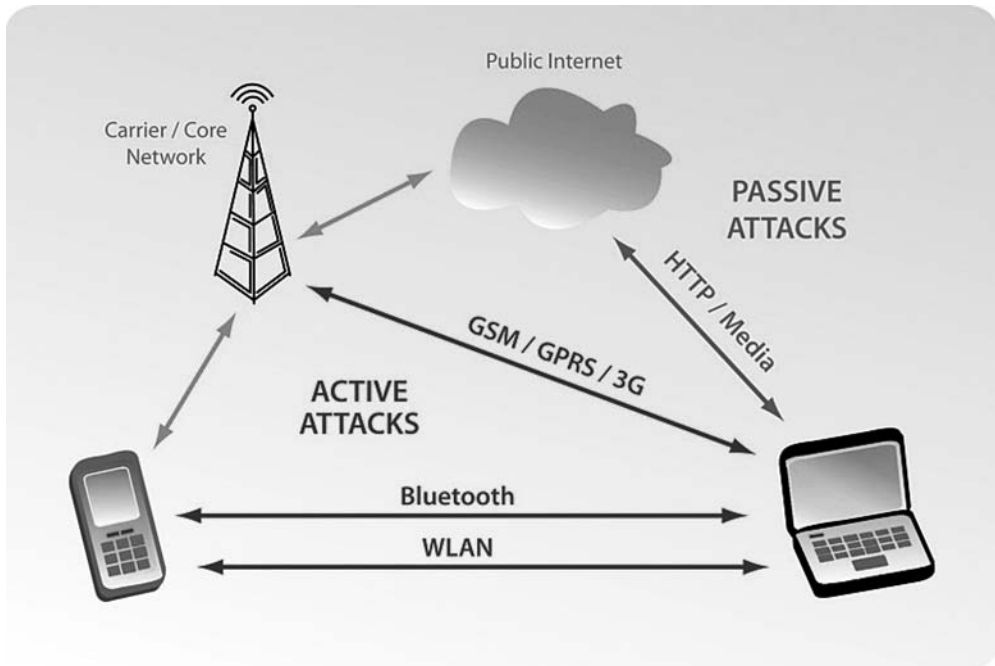 Public Internet
Carrier / Core
Network
PASSIVE
ATTACKS
HTTP / Media
GSM / GPRS / 3G
ACTIVE
ATTACKS
Bluetooth
WLAN